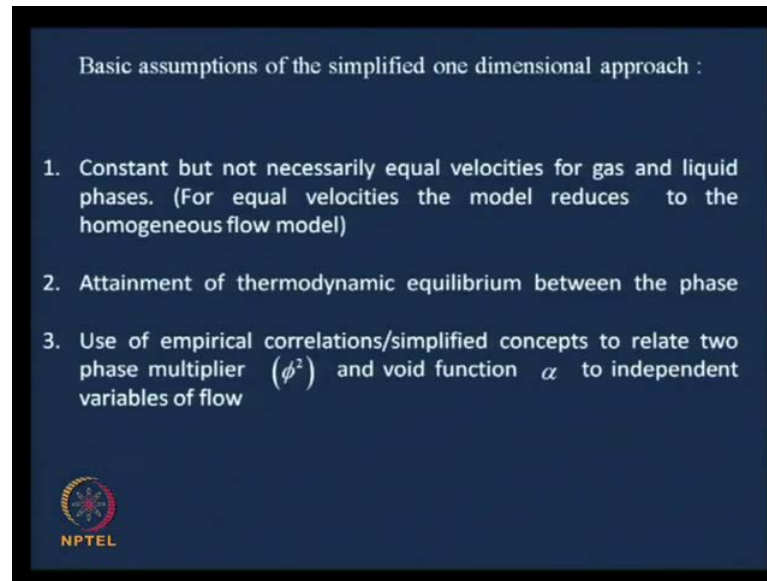 Basic assumptions of the simplified one dimensional approach :
1. Constant but not necessarily equal velocities for gas and liquid
phases. (For equal velocities the model reduces to the
homogeneous flow model)
2. Attainment of thermodynamic equilibrium between the phase
3. Use of empirical correlations/simplified concepts to relate two
phase multiplier (ϕ²) and void function α to independent
variables of flow
NPTEL